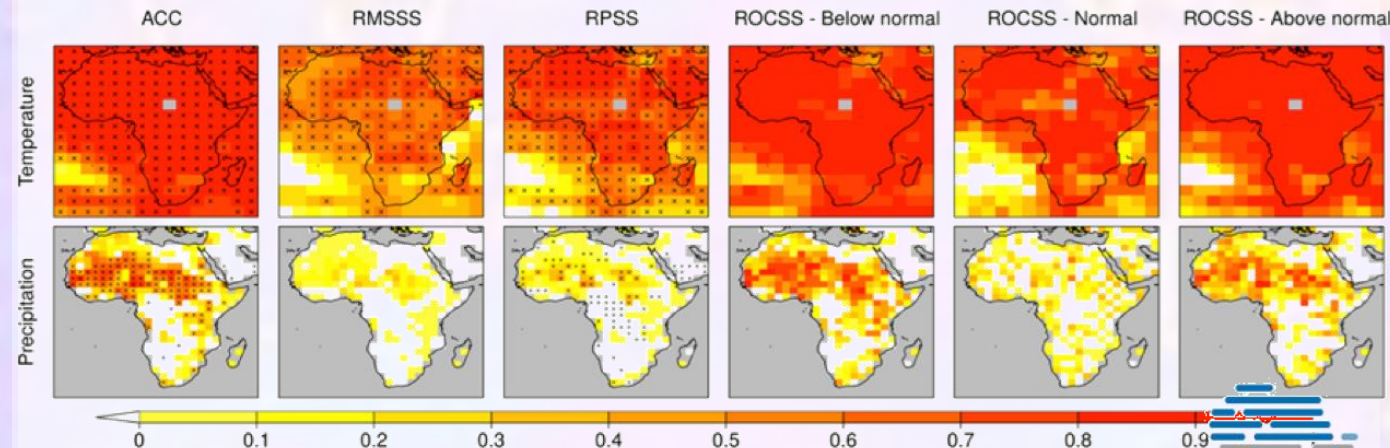 ACC RMSSS RPSS ROCSS - Below normal ROCSS - Normal ROCSS - Above normal
Temperature
Precipitation
0 0.1 0.2 0.3 0.4 0.5 0.6 0.7 0.8 0.9